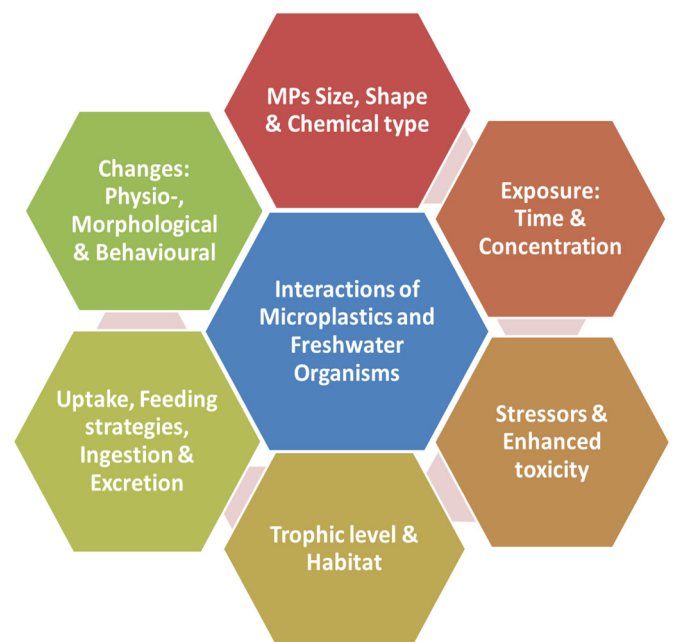 MPs Size, Shape
& Chemical type
Exposure:
Time &
Concentration
Stressors &
Enhanced
toxicity
Trophic level &
Habitat
Uptake, Feeding
strategies,
Ingestion &
Excretion
Changes:
Physio-,
Morphological
& Behavioural
Interactions of
Microplastics and
Freshwater
Organisms